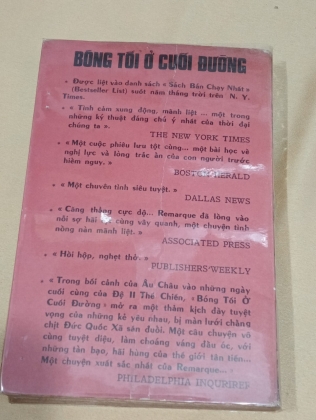 BÓNG TỐI Ở CUỐI ĐƯỜNG
• Được liệt vào danh sách « Sách Bán Chạy Nhất »
(Bestseller List) suốt năm tháng trời trên N. Y.
Times.
• « Tình cảm xung động, mãnh liệt ... một trong
những kỹ thuật đáng chú ý nhất của thời đại
chúng ta ».
THE NEW YORK TIMES
• « Một cuộc phiêu lưu tột cùng... một bài học về
nghị lực và lòng trắc ẩn của con người trước
hiểm nguy. »
BOSTON HERALD
• « Một chuyện tình siêu tuyệt. »
DALLAS NEWS
• « Căng thẳng cực độ... Remarque đã lồng vào
nỗi sợ hãi vô cùng vây quanh, một chuyện tình
nồng nàn mãnh liệt. »
ASSOCIATED PRESS
• « Hồi hộp, nghẹt thở. »
PUBLISHERS WEEKLY
• « Trong bối cảnh của Âu Châu vào những ngày
cuối cùng của Đệ II Thế Chiến, «Bóng Tối Ở
Cuối Đường» mở ra một thảm kịch đầy tuyệt
vọng của những kẻ yêu nhau, bị màn lưới chằng
chịt Đức Quốc Xã săn đuổi. Một câu chuyện vô
cùng tuyệt diệu, làm choáng váng đầu óc, với
những tàn bạo, hãi hùng của thế giới tân tiến...
Một chuyện xuất sắc nhất của Remarque... »
PHILADELPHIA INQUIRIER